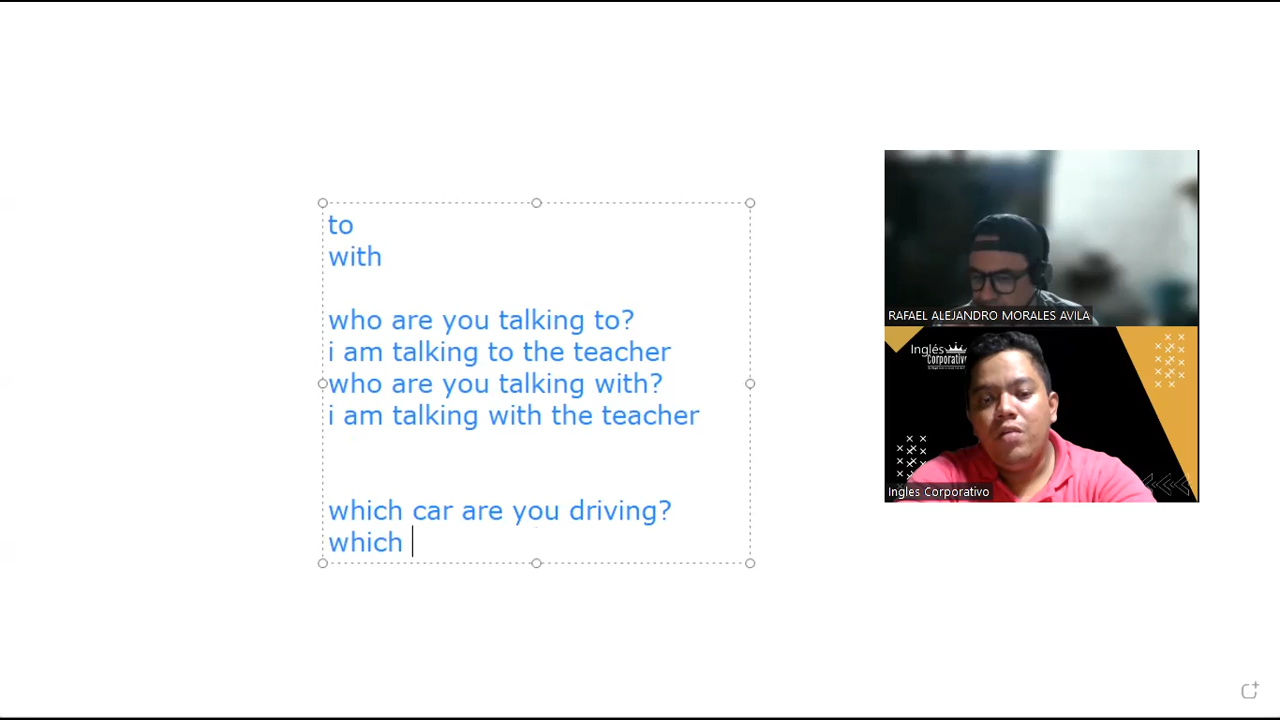 to
with
who are you talking to?
i am talking to the teacher
who are you talking with?
i am talking with the teacher
which car are you driving?
which
RAFAEL ALEJANDRO MORALES AVILA
Inglés
Corporativo
Ingles Corporativo